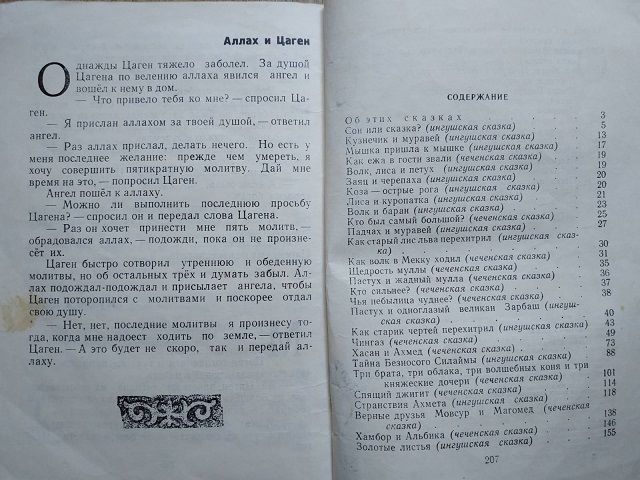 Аллах и Цаген
Однажды Цаген тяжело заболел. За душой
Цагена по велению аллаха явился ангел и
вошёл к нему в дом.
— Что привело тебя ко мне? — спросил Ца-
ген.
— Я прислан аллахом за твоей душой, — ответил
ангел.
— Раз аллах прислал, делать нечего. Но есть у
меня последнее желание: прежде чем умереть, я
хочу совершить пятикратную молитву. Дай мне
время на это, — попросил Цаген.
Ангел пошёл к аллаху.
— Можно ли выполнить последнюю просьбу
Цагена? — спросил он и передал слова Цагена.
— Раз он хочет принести мне пять молитв, —
обрадовался аллах, — подожди, пока он не произне-
сёт их.
Цаген быстро сотворил утреннюю и обеденную
молитвы, но об остальных трёх и думать забыл. Ал-
лах подождал-подождал и присылает ангела, чтобы
Цаген поторопился с молитвами и поскорее отдал
свою душу.
— Нет, нет, последние молитвы я произнесу то-
гда, когда мне надоест ходить по земле, — ответил
Цаген. — А это будет не скоро, так и передай ал-
лаху.
СОДЕРЖАНИЕ
Об этих сказках 3
Сон или сказка? (ингушская сказка) 5
Кузнечик и муравей (ингушская сказка) 13
Мышка пришла к мышке (ингушская сказка) 17
Как ежа в гости звали (чеченская сказка) 19
Волк, лиса и петух (ингушская сказка) 19
Заяц и черепаха (ингушская сказка) 20
Коза — острые рога (ингушская сказка) 20
Лиса и куропатка (ингушская сказка) 21
Волк и баран (ингушская сказка) 23
Кто был самый большой? (ингушская сказка) 25
Падчах и муравей (ингушская сказка) 27
Как старый лис льва перехитрил (ингушская
сказка) 30
Как волк в Мекку ходил (чеченская сказка) 31
Щедрость муллы (ингушская сказка) 35
Пастух и жадный мулла (ингушская сказка) 36
Кто сильнее? (чеченская сказка) 37
Чья небылица чуднее? (чеченская сказка) 38
Пастух и одноглазый великан Зарбаш (ингуш-
ская сказка) 40
Как старик чертей перехитрил (ингушская сказка) 43
Чингаз (ингушская сказка) 49
Хасан и Ахмед (чеченская сказка) 73
Тайна Безносого Силаймы (ингушская сказка) 88
Три брата, три облака, три волшебных коня и три
княжеские дочери (чеченская сказка) 101
Спящий джигит (чеченская сказка) 114
Странствия Ахмета (чеченская сказка) 118
Верные друзья Мовсур и Магомед (чеченская
сказка) 138
Хамбор и Альбика (чеченская сказка) 146
Золотые листья (ингушская сказка) 155
207